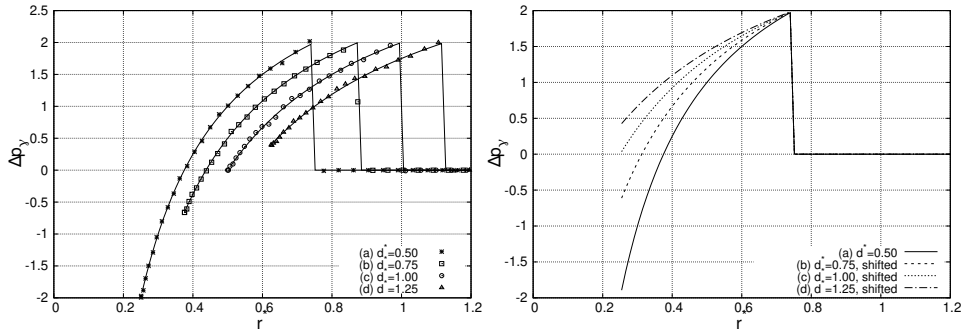 2.5
2
1.5
1
0.5
0
-0.5
-1
-1.5
-2
Δpγ
0
0.2
0.4
0.6
0.8
1
1.2
r*
(a) d*=0.50
(b) d*=0.75
(c) d*=1.00
(d) d*=1.25
2
1.5
1
0.5
0
-0.5
-1
-1.5
-2
Δpγ
0
0.2
0.4
0.6
0.8
1
1.2
r*
(a) d*=0.50
(b) d*=0.75, shifted
(c) d*=1.00, shifted
(d) d*=1.25, shifted